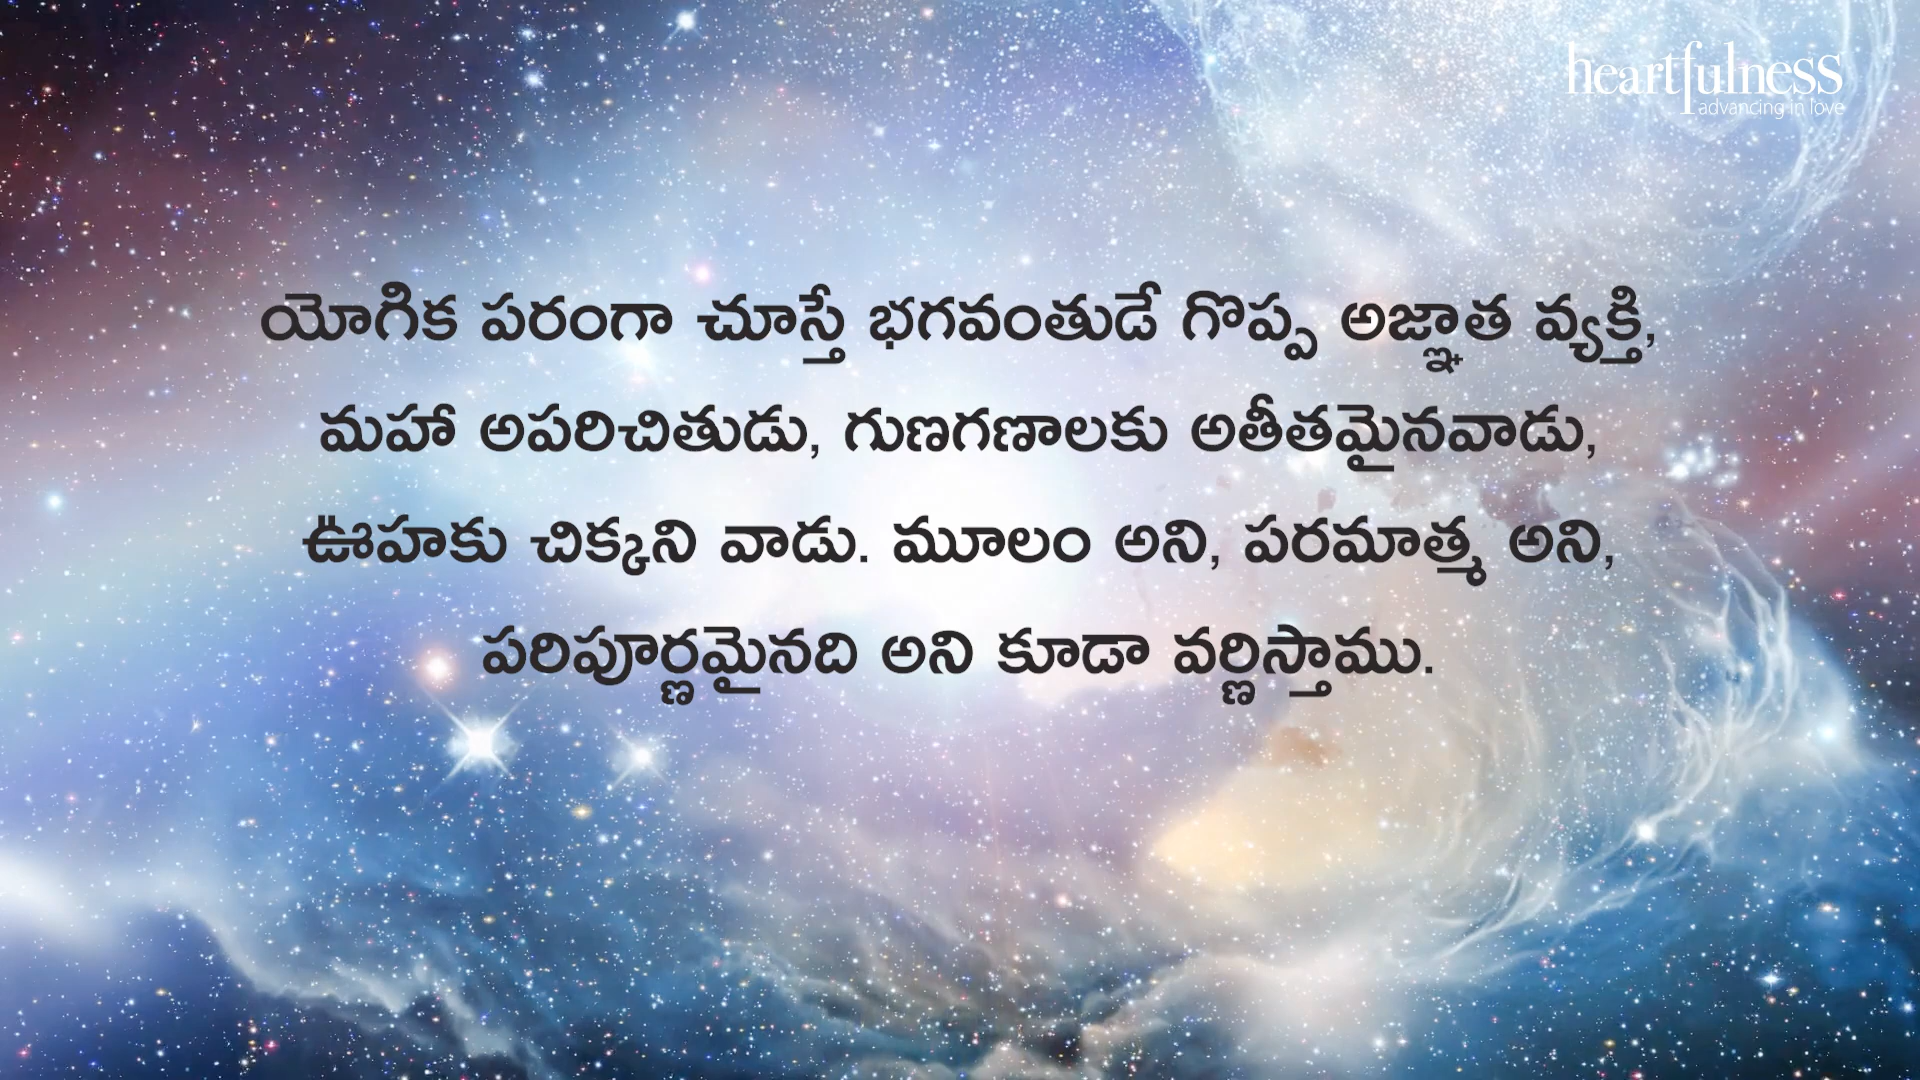 heartfulness
advancing in love
యోగిక పరంగా చూస్తే భగవంతుడే గొప్ప అజ్ఞాత వ్యక్తి,
మహా అపరిచితుడు, గుణగణాలకు అతీతమైనవాడు,
ఊహకు చిక్కని వాడు. మూలం అని, పరమాత్మ అని,
పరిపూర్ణమైనది అని కూడా వర్ణిస్తాము.